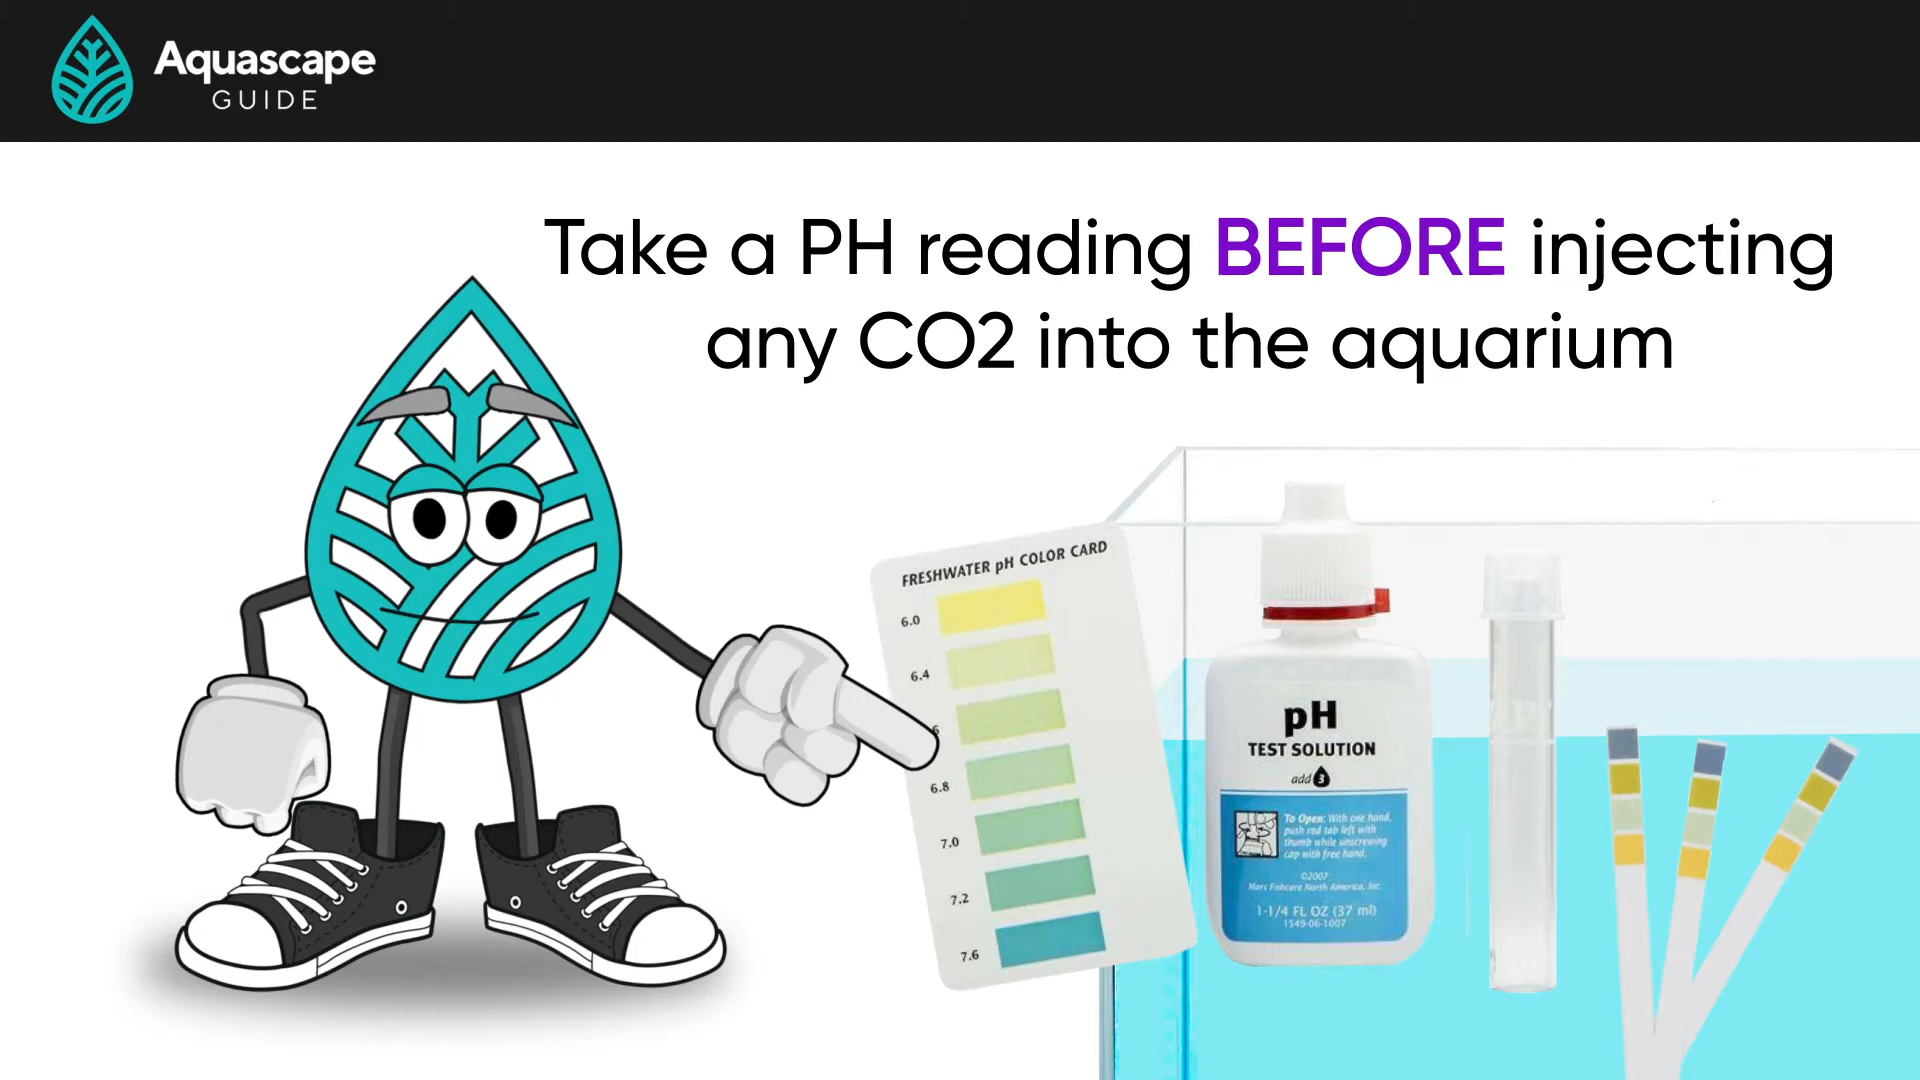 Aquascape
GUIDE
Take a PH reading BEFORE injecting
any CO2 into the aquarium
FRESHWATER pH COLOR CARD
6.0
6.4
6
6.8
7.0
7.2
7.6
pH
TEST SOLUTION
add 3
To Open: With one hand,
push red tab left with
thumb while unscrewing
cap with free hand.
©2007
Mars Fishcare North America, Inc.
1-1/4 FL OZ (37 ml)
1549-06-1007